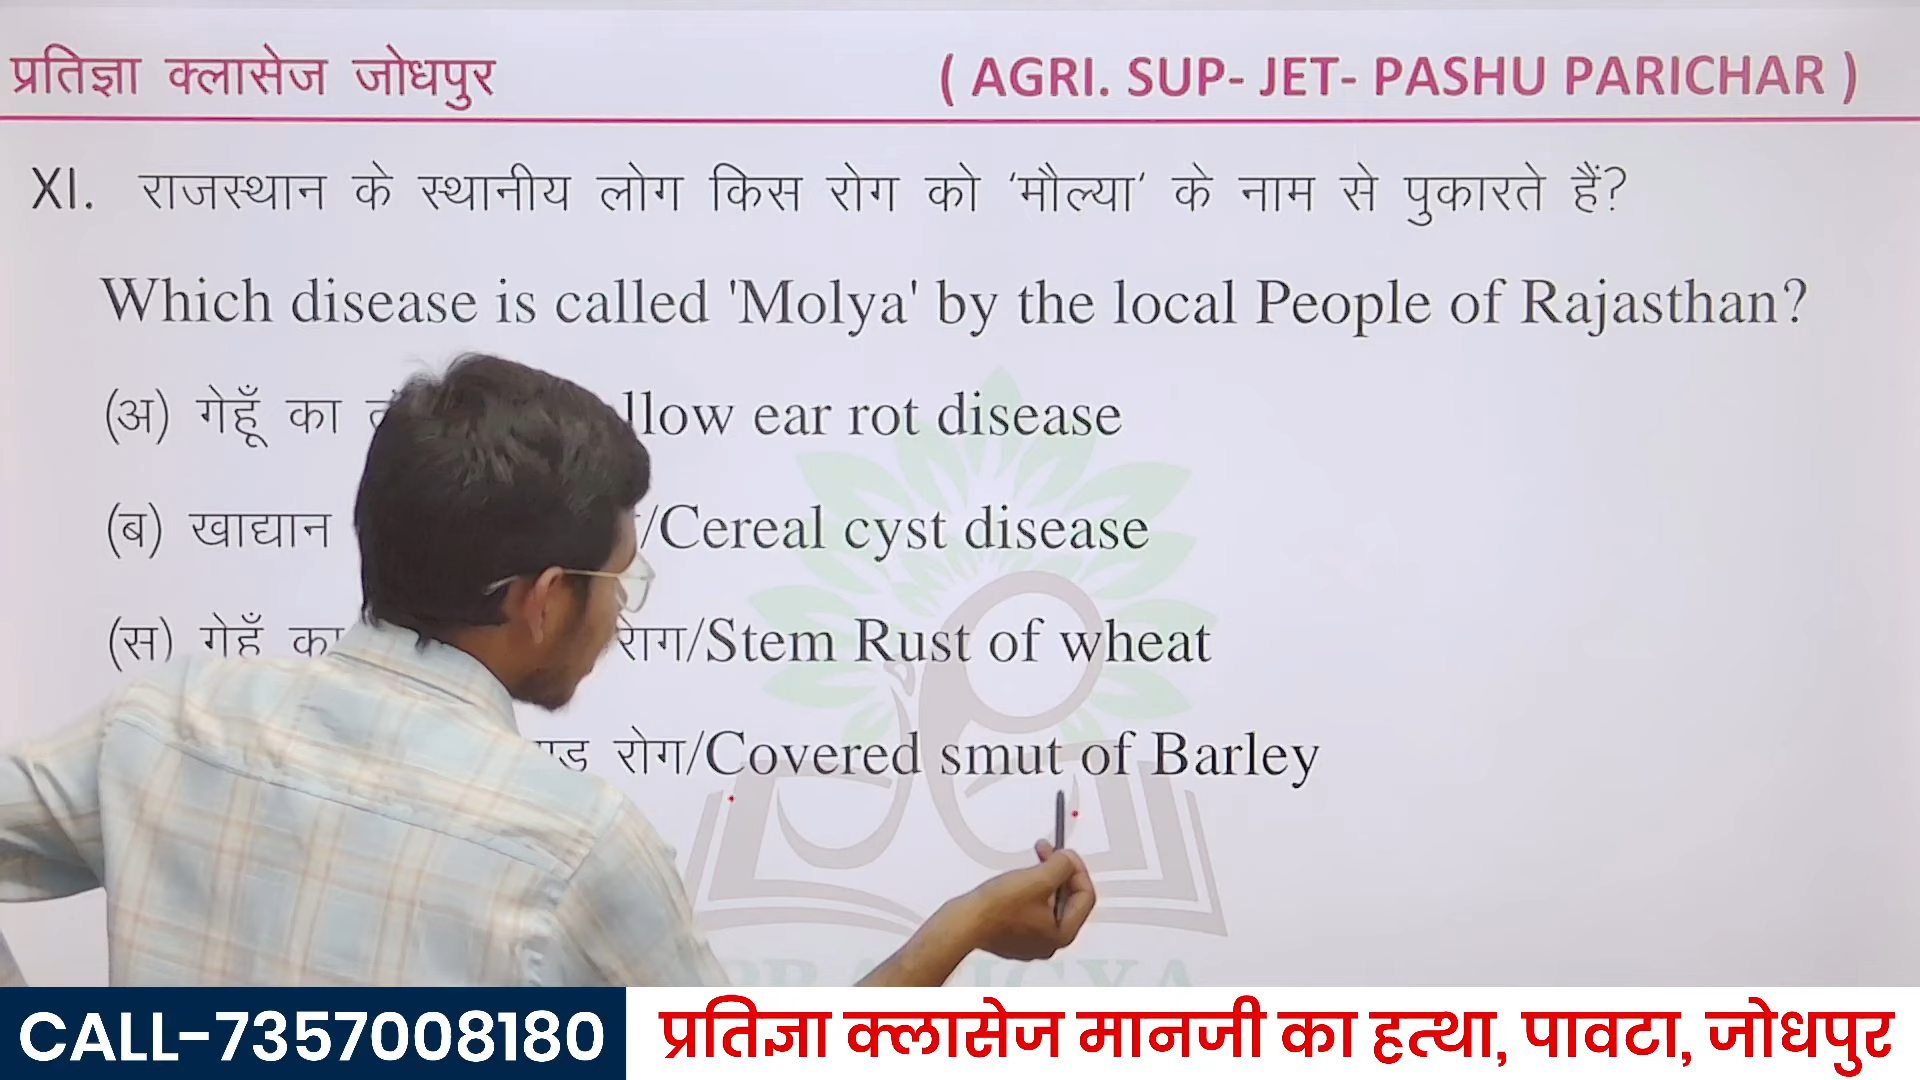 प्रतिज्ञा क्लासेज जोधपुर
( AGRI. SUP- JET- PASHU PARICHAR )
XI. राजस्थान के स्थानीय लोग किस रोग को ‘मौल्या‘ के नाम से पुकारते हैं?
Which disease is called 'Molya' by the local People of Rajasthan?
(अ) गेहूँ का ear rot disease
(ब) खाद्यान /Cereal cyst disease
(स) गेहूँ का रोग/Stem Rust of wheat
रोग/Covered smut of Barley
CALL-7357008180
प्रतिज्ञा क्लासेज मानजी का हत्था, पावटा, जोधपुर